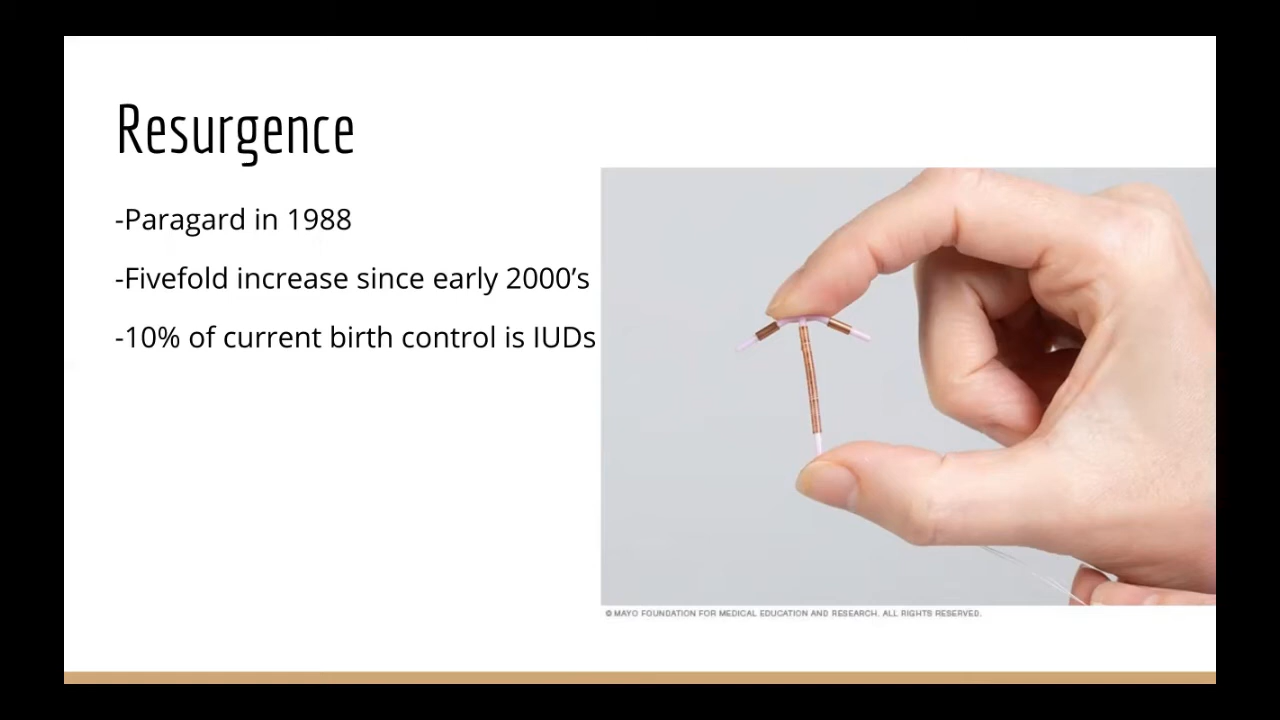 Resurgence
-Paragard in 1988
-Fivefold increase since early 2000’s
-10% of current birth control is IUDs
© MAYO FOUNDATION FOR MEDICAL EDUCATION AND RESEARCH. ALL RIGHTS RESERVED.